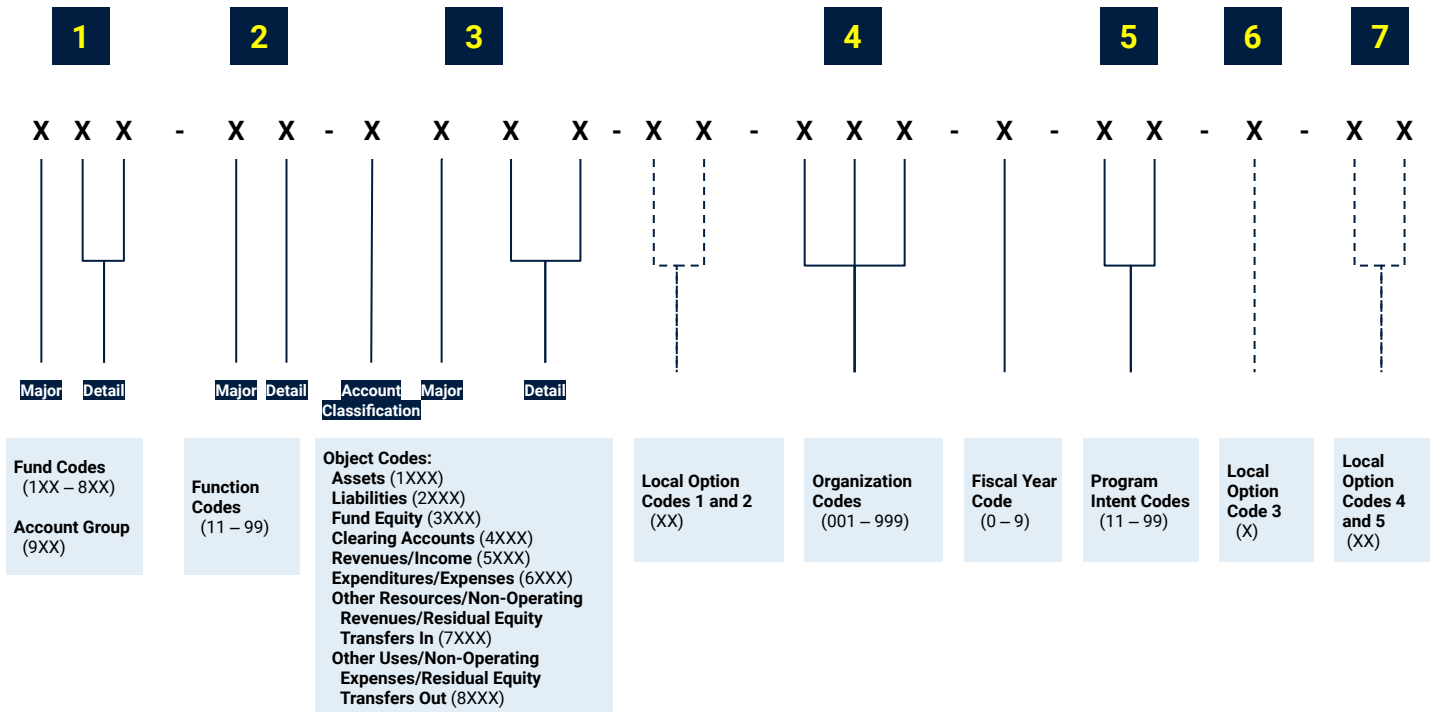 1 2 3 4 5 6 7
X X X - X X - X X X X - X X - X X X - X - X X - X - X X
Major Detail Major Detail Account Major Detail
Classification
Fund Codes
(1XX – 8XX)
Account Group
(9XX)
Function
Codes
(11 – 99)
Object Codes:
Assets (1XXX)
Liabilities (2XXX)
Fund Equity (3XXX)
Clearing Accounts (4XXX)
Revenues/Income (5XXX)
Expenditures/Expenses (6XXX)
Other Resources/Non-Operating
Revenues/Residual Equity
Transfers In (7XXX)
Other Uses/Non-Operating
Expenses/Residual Equity
Transfers Out (8XXX)
Local Option
Codes 1 and 2
(XX)
Organization
Codes
(001 – 999)
Fiscal Year
Code
(0 – 9)
Program
Intent Codes
(11 – 99)
Local
Option
Code 3
(X)
Local
Option
Codes 4
and 5
(XX)